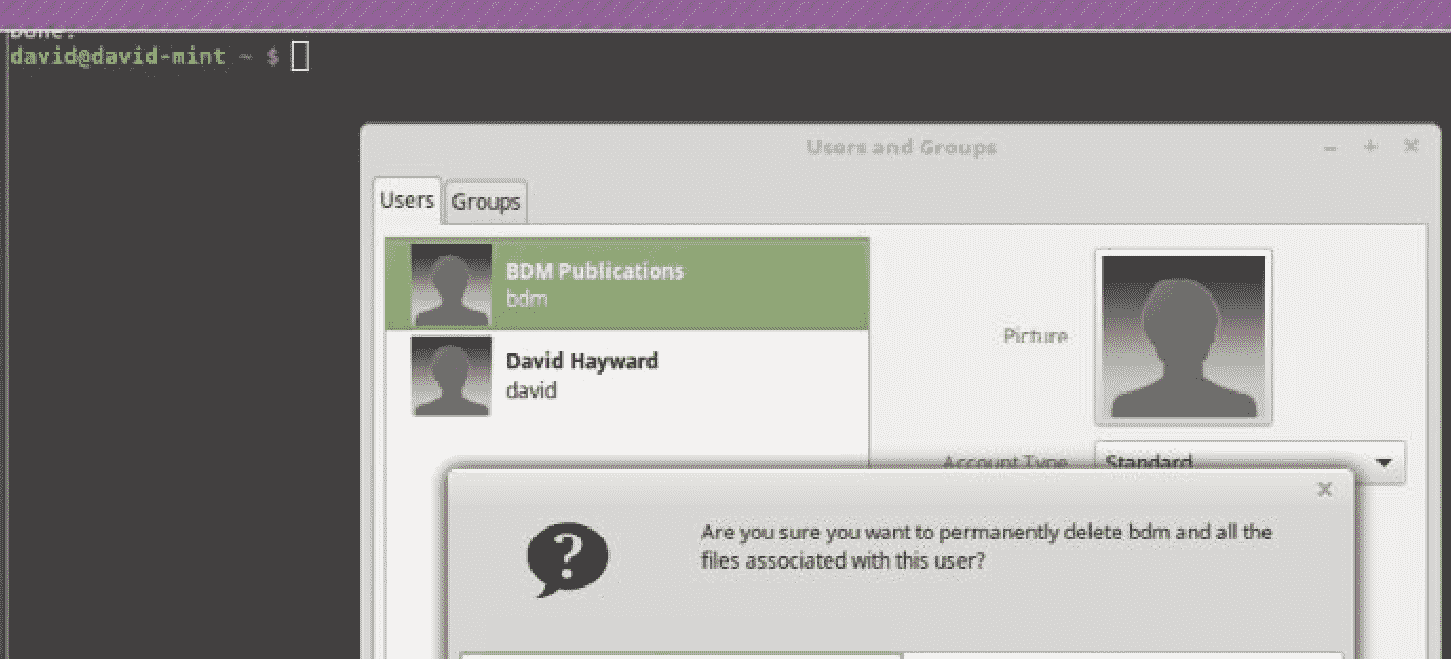 Done.
david@david-mint ~ $
Users and Groups
Users Groups
BDM Publications
bdm
David Hayward
david
Picture
Account Type Standard
Are you sure you want to permanently delete bdm and all the
files associated with this user?